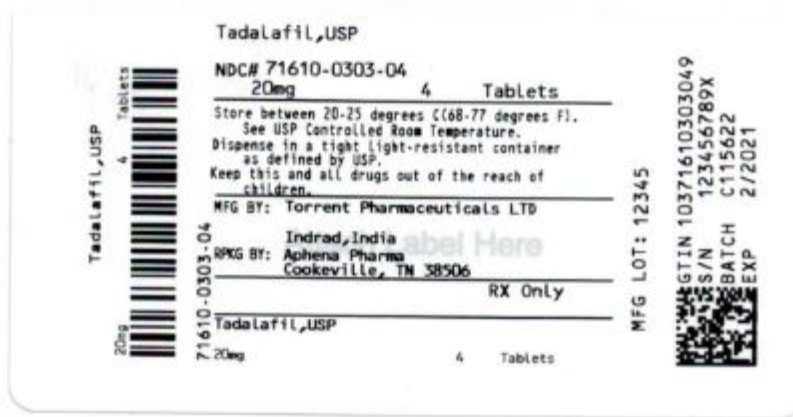 Tadalafil,USP
NDC# 71610-0303-04
20mg 4 Tablets
Store between 20-25 degrees C(68-77 degrees F).
See USP Controlled Room Temperature.
Dispense in a tight light-resistant container
as defined by USP.
Keep this and all drugs out of the reach of
children.
MFG BY: Torrent Pharmaceuticals LTD
Indrad,India
Label Here
RPKG BY: Aphena Pharma
Cookeville, TN 38506
RX Only
Tadalafil,USP
20mg 4 Tablets
Tadalafil,USP
20mg 4 Tablets
71610-0303-04
MFG LOT: 12345
GTIN 10371610303049
S/N 123456789X
BATCH C115622
EXP 2/2021